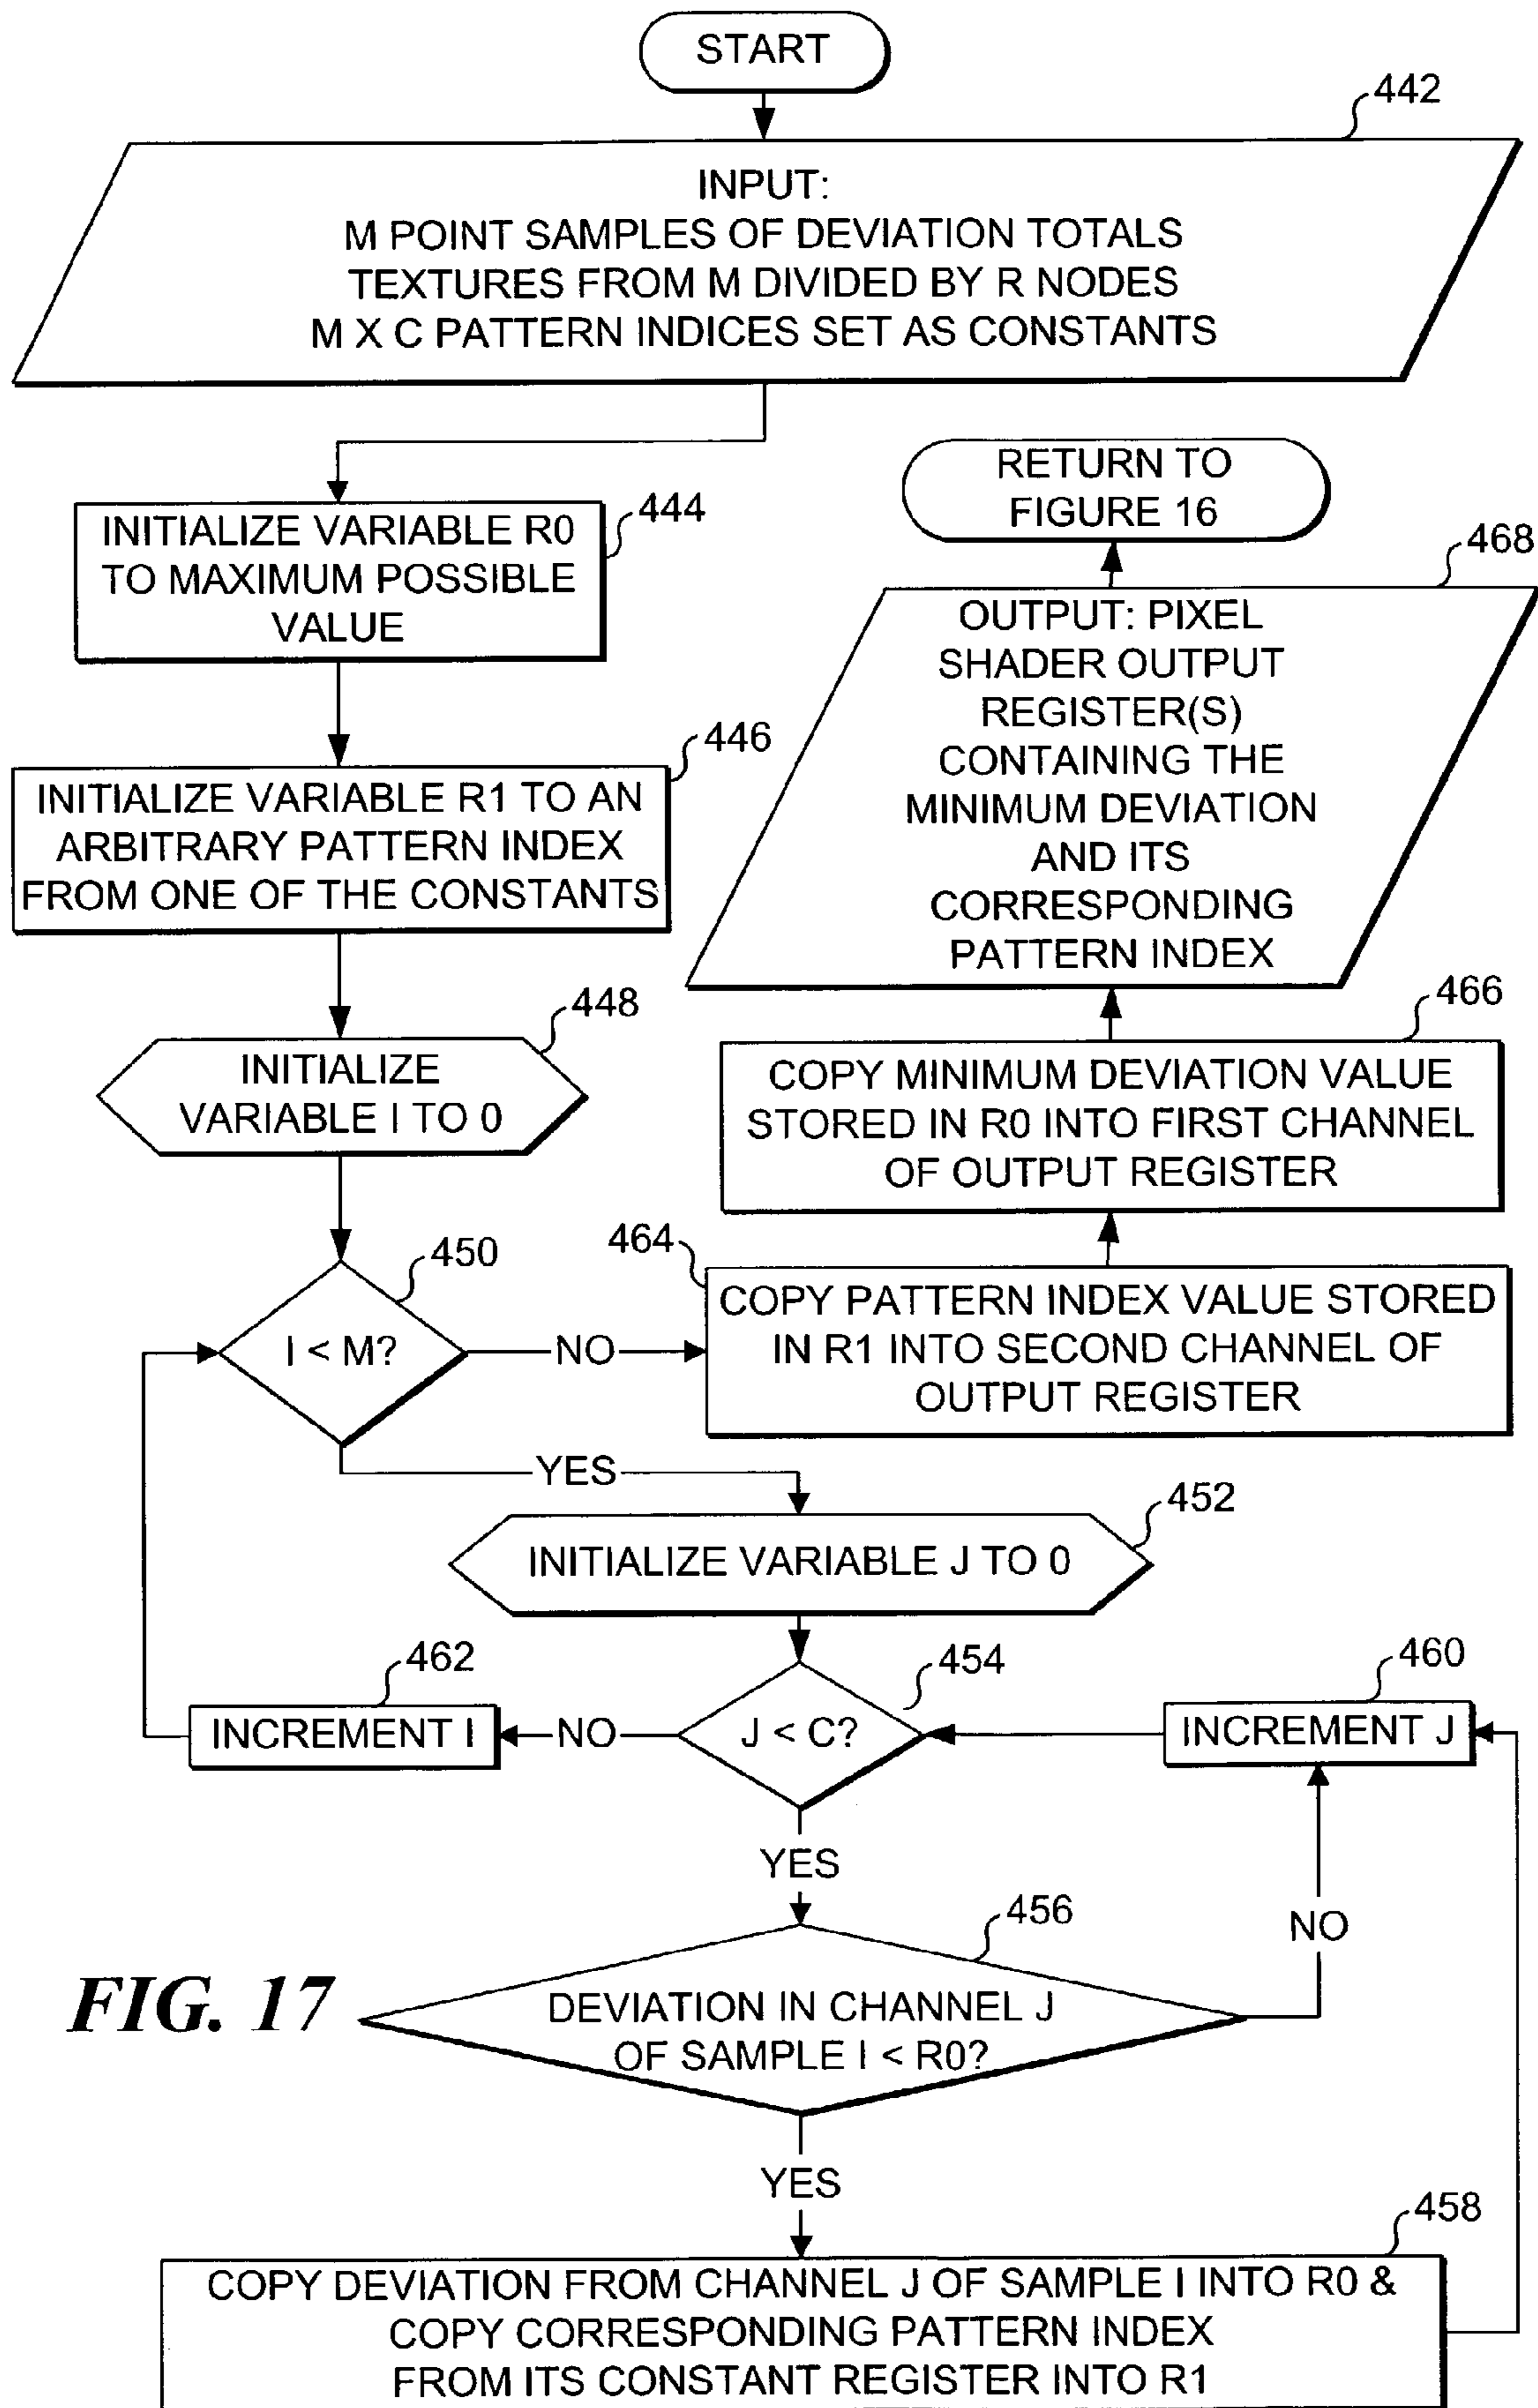 START
442
INPUT:
M POINT SAMPLES OF DEVIATION TOTALS
TEXTURES FROM M DIVIDED BY R NODES
M X C PATTERN INDICES SET AS CONSTANTS
444
INITIALIZE VARIABLE R0
TO MAXIMUM POSSIBLE
VALUE
446
INITIALIZE VARIABLE R1 TO AN
ARBITRARY PATTERN INDEX
FROM ONE OF THE CONSTANTS
448
INITIALIZE
VARIABLE I TO 0
450
I < M?
NO
YES
RETURN TO
FIGURE 16
468
OUTPUT: PIXEL
SHADER OUTPUT
REGISTER(S)
CONTAINING THE
MINIMUM DEVIATION
AND ITS
CORRESPONDING
PATTERN INDEX
466
COPY MINIMUM DEVIATION VALUE
STORED IN R0 INTO FIRST CHANNEL
OF OUTPUT REGISTER
464
COPY PATTERN INDEX VALUE STORED
IN R1 INTO SECOND CHANNEL OF
OUTPUT REGISTER
452
INITIALIZE VARIABLE J TO 0
462
INCREMENT I
NO
454
J < C?
460
INCREMENT J
YES
456
DEVIATION IN CHANNEL J
OF SAMPLE I < R0?
NO
YES
FIG. 17
458
COPY DEVIATION FROM CHANNEL J OF SAMPLE I INTO R0 &
COPY CORRESPONDING PATTERN INDEX
FROM ITS CONSTANT REGISTER INTO R1